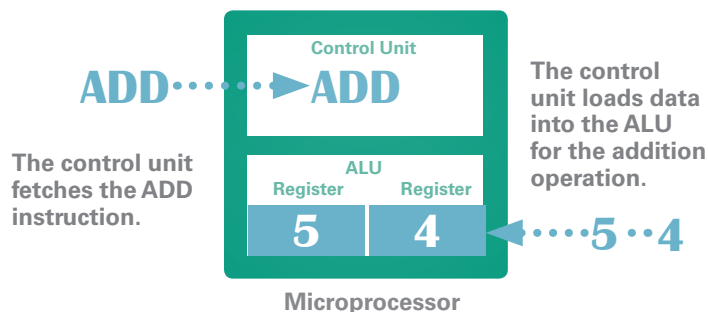 Control Unit
ADD ADD
The control unit
fetches the ADD
instruction.
The control
unit loads data
into the ALU
for the addition
operation.
ALU
Register Register
5 4
5 4
Microprocessor